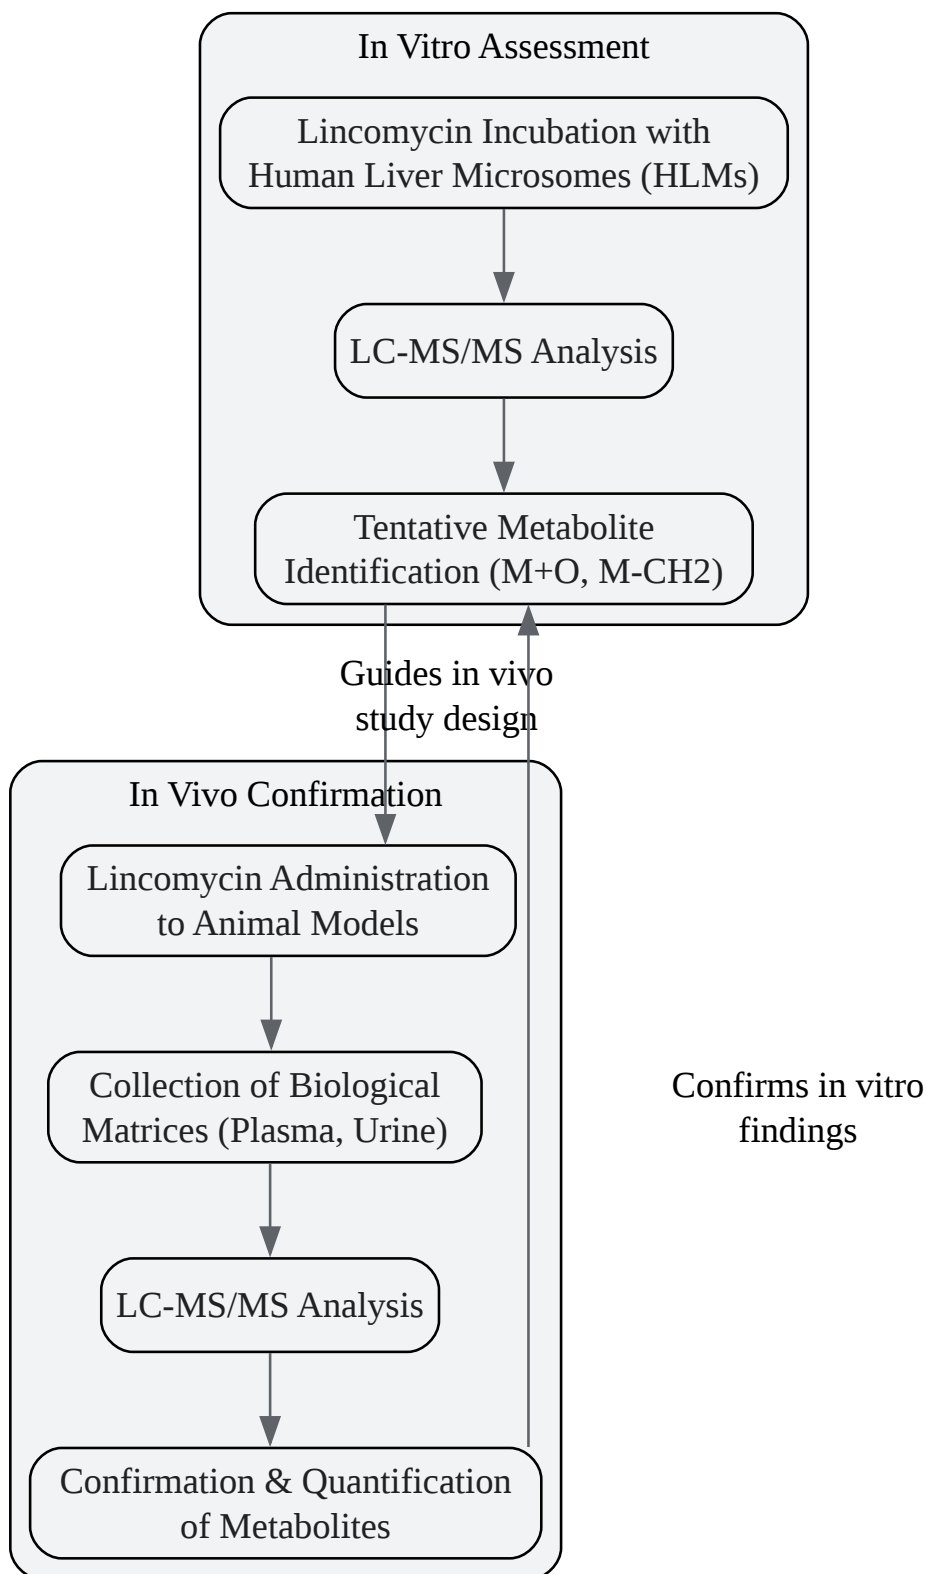 In Vitro Assessment
Lincomycin Incubation with
Human Liver Microsomes (HLMs)
LC-MS/MS Analysis
Tentative Metabolite
Identification (M+O, M-CH2)
Guides in vivo
study design
In Vivo Confirmation
Lincomycin Administration
to Animal Models
Collection of Biological
Matrices (Plasma, Urine)
Confirms in vitro
findings
LC-MS/MS Analysis
Confirmation & Quantification
of Metabolites